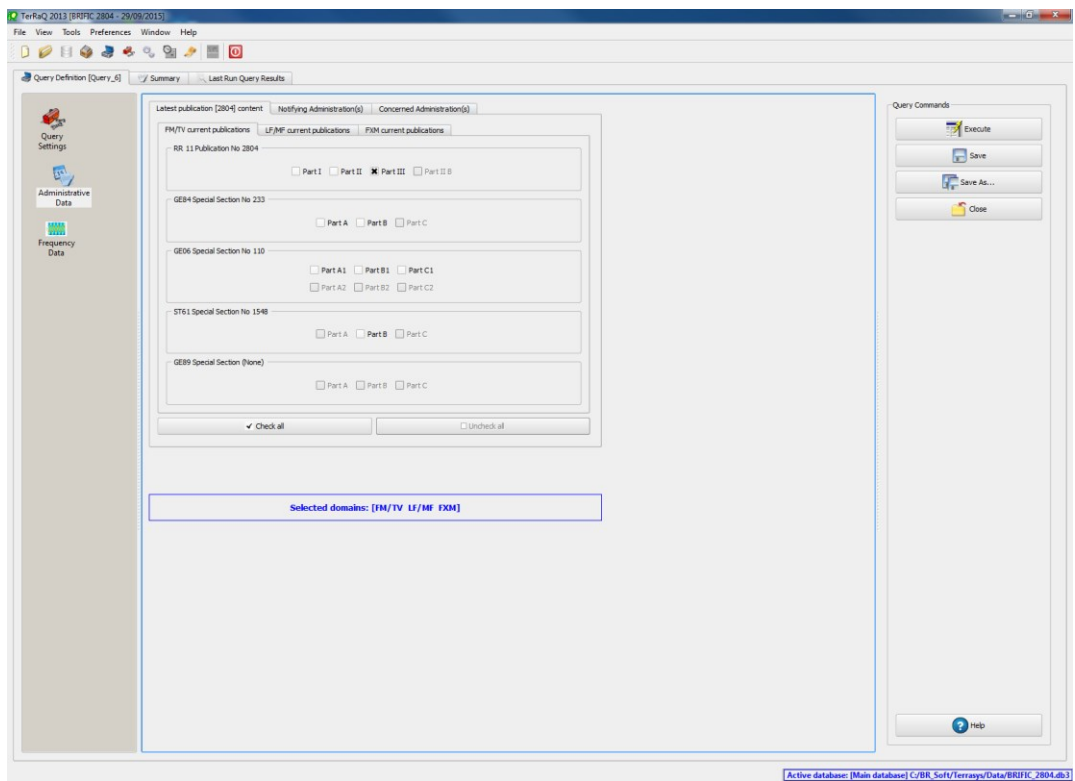 TerRaQ 2013 [BRIFIC 2804 - 29/09/2015]
File View Tools Preferences Window Help
Query Definition [Query_6] Summary Last Run Query Results
Query Settings
Administrative Data
Frequency Data
Latest publication [2804] content Notifying Administration(s) Concerned Administration(s)
FM/TV current publications LF/MF current publications FXM current publications
RR 11 Publication No 2804
Part I Part II Part III Part II B
GE84 Special Section No 233
Part A Part B Part C
GE06 Special Section No 110
Part A1 Part B1 Part C1
Part A2 Part B2 Part C2
ST61 Special Section No 1548
Part A Part B Part C
GE89 Special Section (None)
Part A Part B Part C
Check all Uncheck all
Selected domains: [FM/TV LF/MF FXM]
Query Commands
Execute
Save
Save As...
Close
Help
Active database: [Main database] C:/BR_Soft/Terrasys/Data/BRIFIC_2804.db3